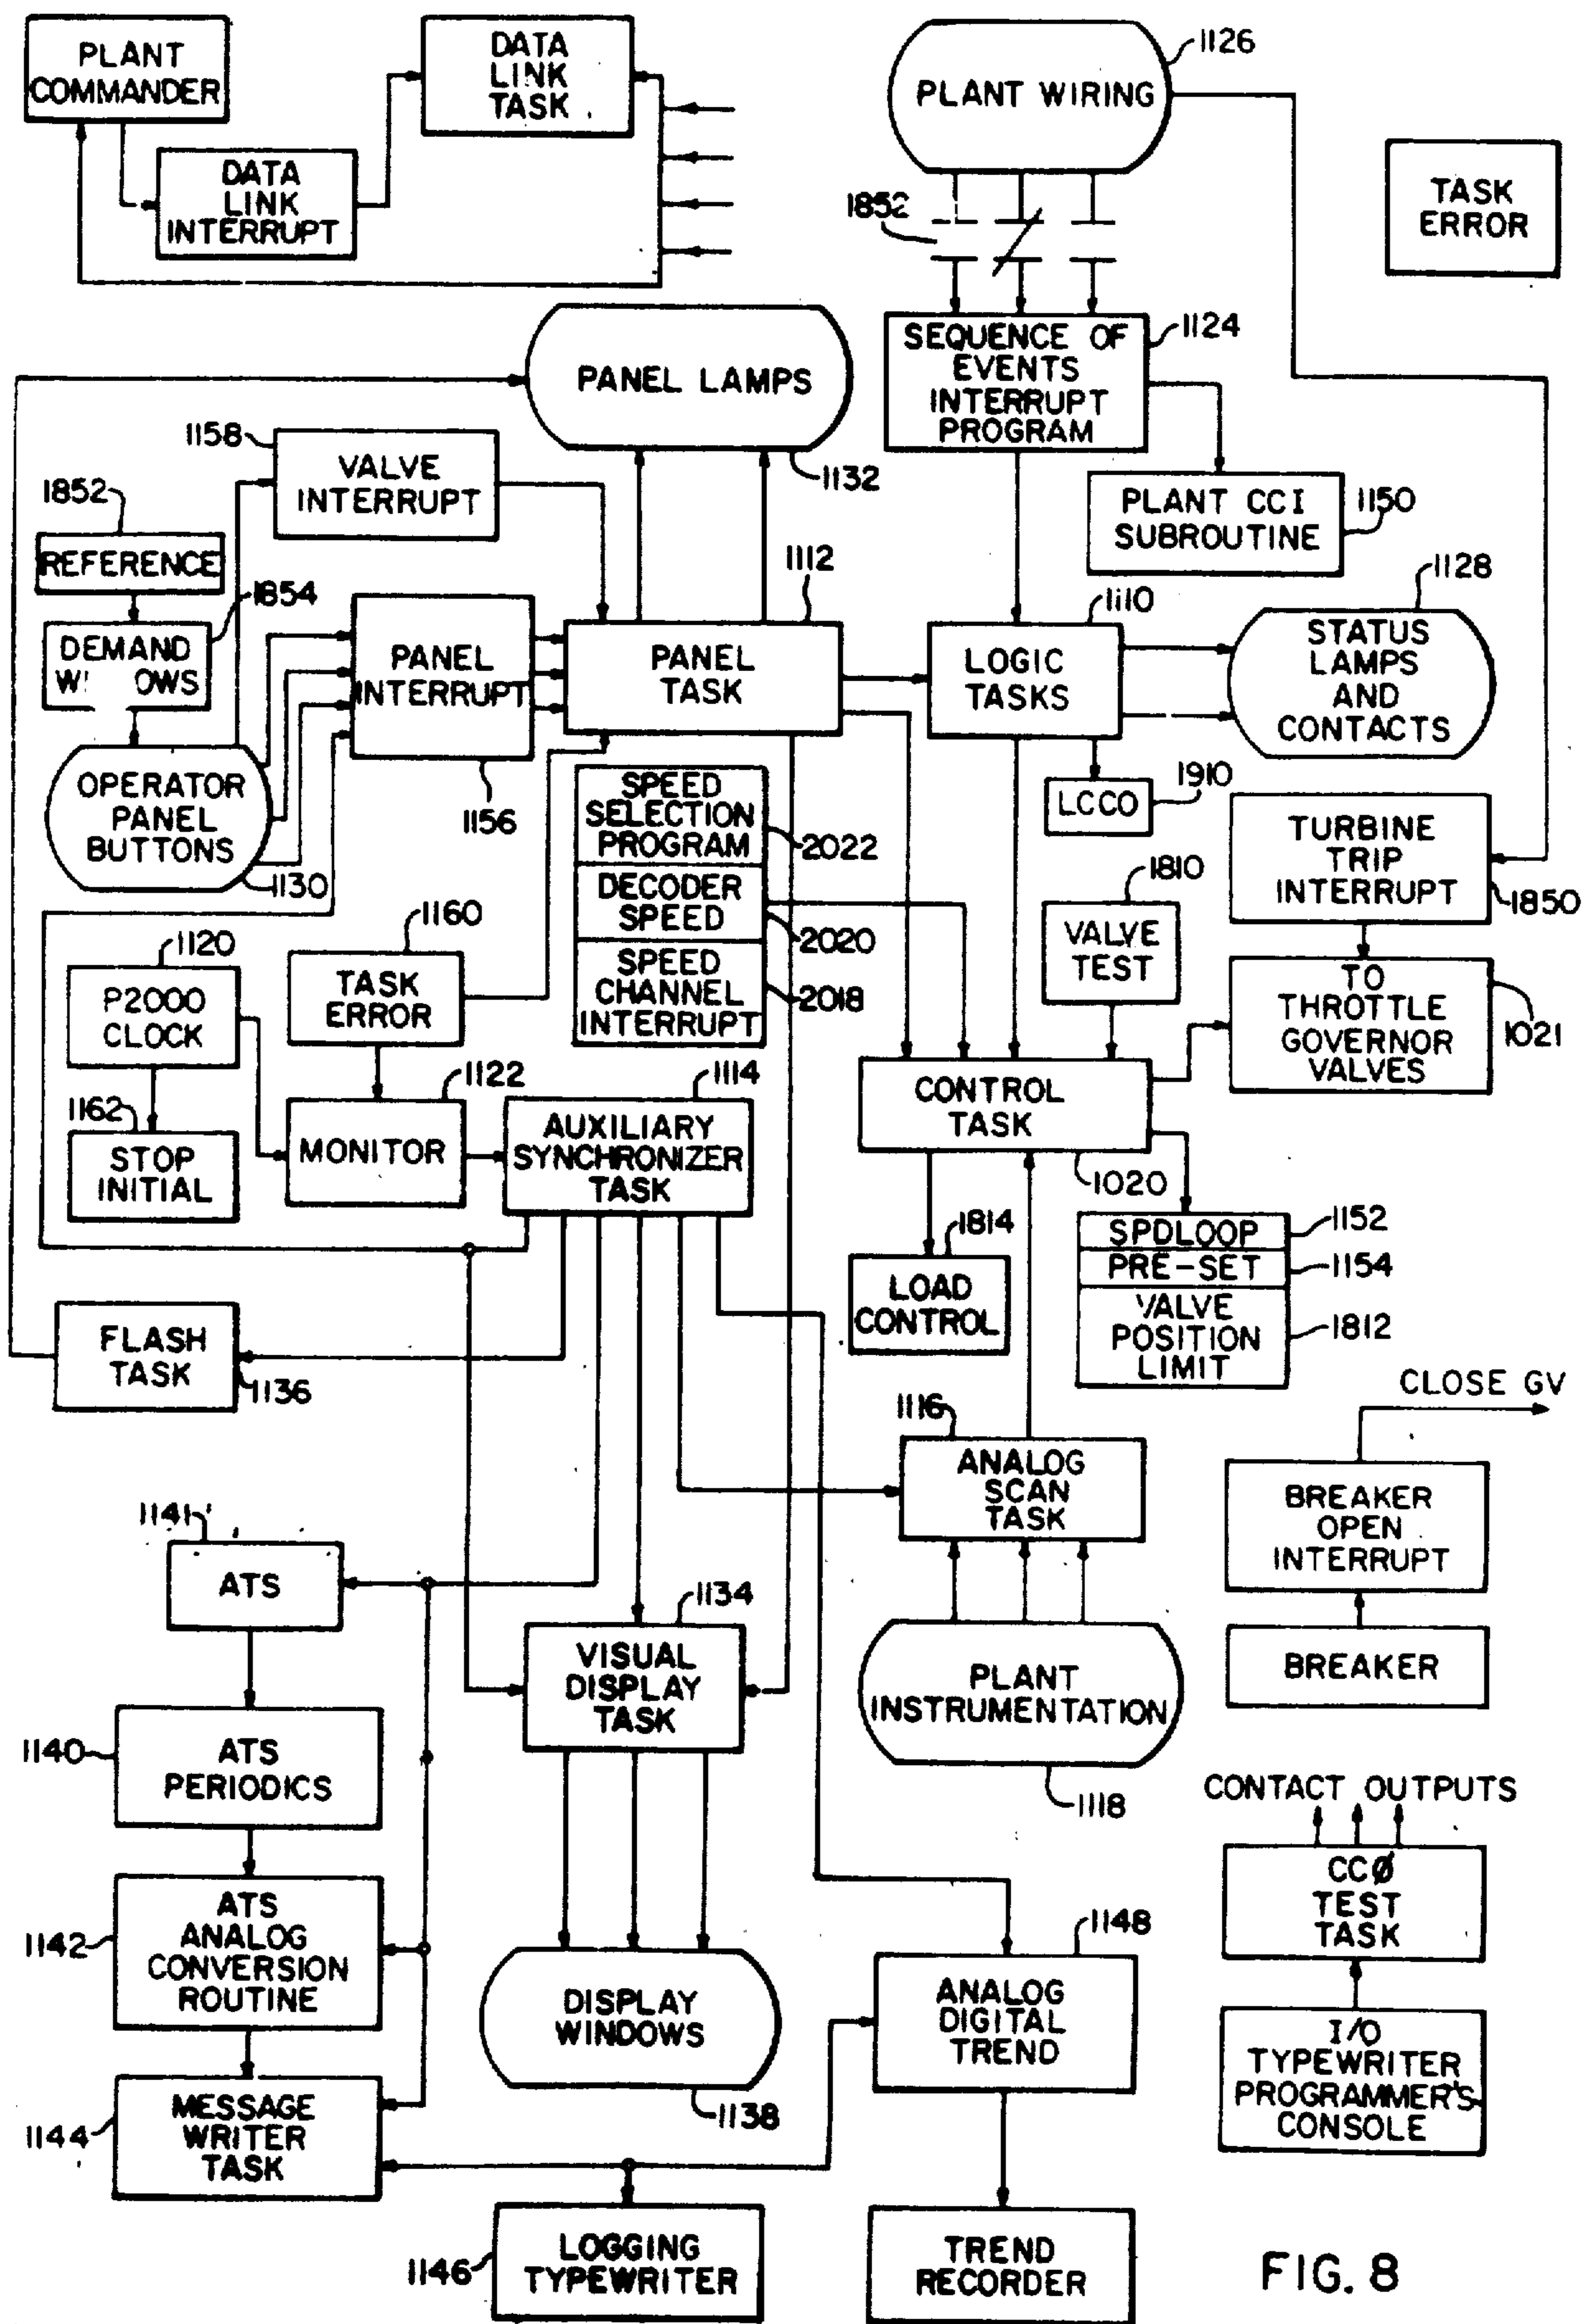 PLANT
COMMANDER
DATA
LINK
TASK
DATA
LINK
INTERRUPT
PLANT WIRING
1126
TASK
ERROR
1852
SEQUENCE OF
EVENTS
INTERRUPT
PROGRAM
1124
PANEL LAMPS
1132
1158
VALVE
INTERRUPT
PLANT CCI
SUBROUTINE
1150
1852
REFERENCE
1854
DEMAND
1112
1110
1128
PANEL
INTERRUPT
1156
PANEL
TASK
LOGIC
TASKS
STATUS
LAMPS
AND
CONTACTS
OPERATOR
PANEL
BUTTONS
1130
SPEED
SELECTION
PROGRAM
2022
DECODER
SPEED
2020
SPEED
CHANNEL
INTERRUPT
2018
LCCO
1910
TURBINE
TRIP
INTERRUPT
1850
1810
VALVE
TEST
1120
P2000
CLOCK
1160
TASK
ERROR
TO
THROTTLE
GOVERNOR
VALVES
1021
1162
STOP
INITIAL
1122
MONITOR
1114
AUXILIARY
SYNCHRONIZER
TASK
CONTROL
TASK
1020
1814
LOAD
CONTROL
SPDLOOP
1152
PRE-SET
1154
VALVE
POSITION
LIMIT
1812
FLASH
TASK
1136
CLOSE GV
1116
ANALOG
SCAN
TASK
BREAKER
OPEN
INTERRUPT
1141
ATS
1134
VISUAL
DISPLAY
TASK
PLANT
INSTRUMENTATION
1118
BREAKER
1140
ATS
PERIODICS
CONTACT OUTPUTS
CCØ
TEST
TASK
1142
ATS
ANALOG
CONVERSION
ROUTINE
DISPLAY
WINDOWS
1138
1148
ANALOG
DIGITAL
TREND
I/O
TYPEWRITER
PROGRAMMER'S
CONSOLE
1144
MESSAGE
WRITER
TASK
1146
LOGGING
TYPEWRITER
TREND
RECORDER
FIG. 8